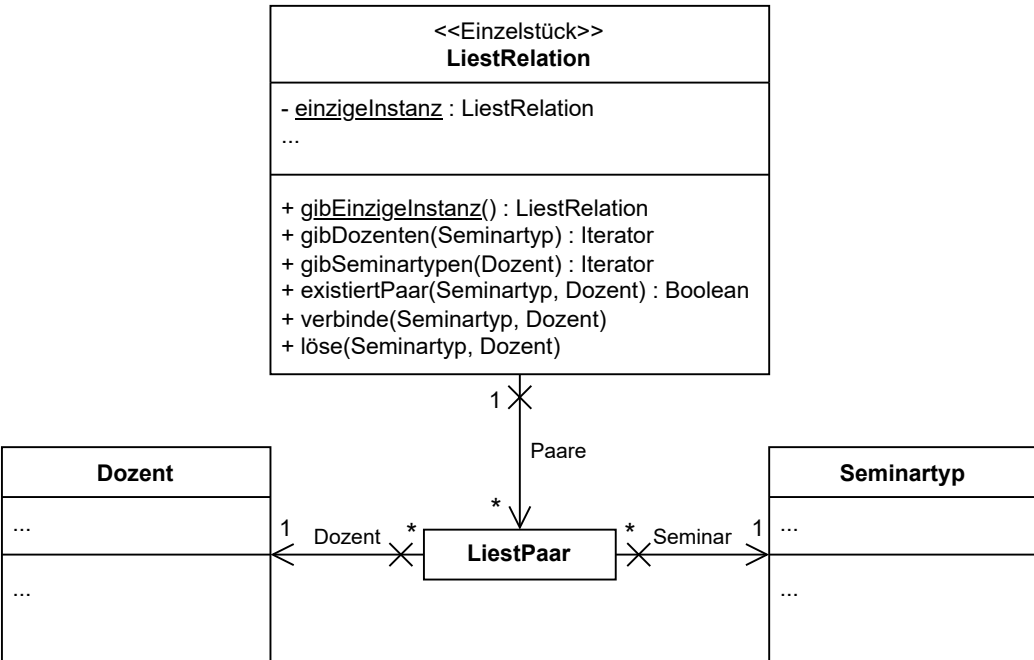 <<Einzelstück>>
LiestRelation
- einzigeInstanz : LiestRelation
...
+ gibEinzigeInstanz() : LiestRelation
+ gibDozenten(Seminartyp) : Iterator
+ gibSeminartypen(Dozent) : Iterator
+ existiertPaar(Seminartyp, Dozent) : Boolean
+ verbinde(Seminartyp, Dozent)
+ löse(Seminartyp, Dozent)
1
Paare
*
Dozent
...
...
1
Dozent
*
LiestPaar
*
Seminar
1
Seminartyp
...
...